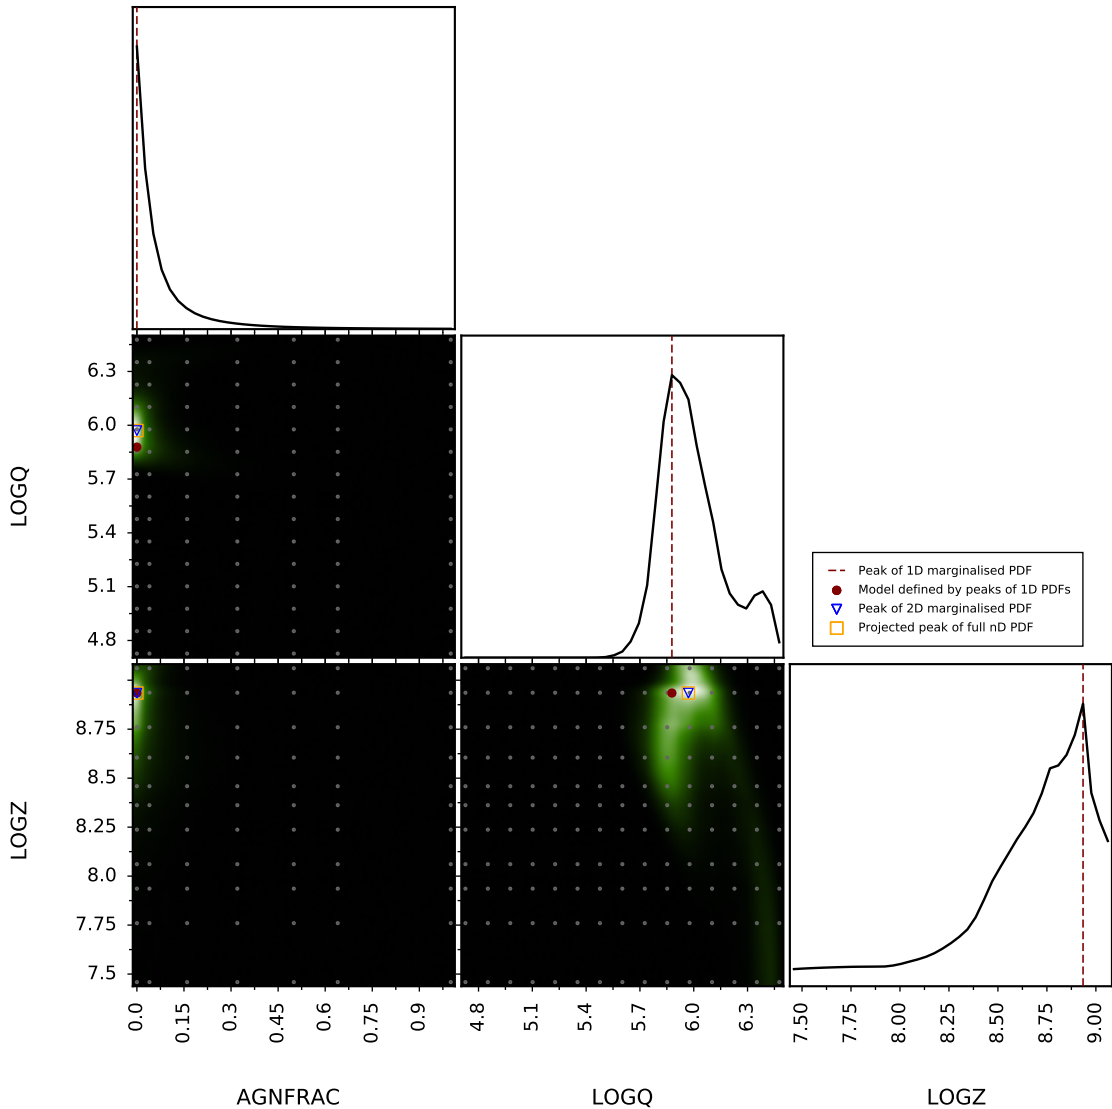 6.3
6.0
5.7
5.4
5.1
4.8
LOGQ
Peak of 1D marginalised PDF
Model defined by peaks of 1D PDFs
Peak of 2D marginalised PDF
Projected peak of full nD PDF
8.75
8.5
8.25
8.0
7.75
7.5
LOGZ
0.0 0.15 0.3 0.45 0.6 0.75 0.9
4.8 5.1 5.4 5.7 6.0 6.3
7.50 7.75 8.00 8.25 8.50 8.75 9.00
AGNFRAC LOGQ LOGZ